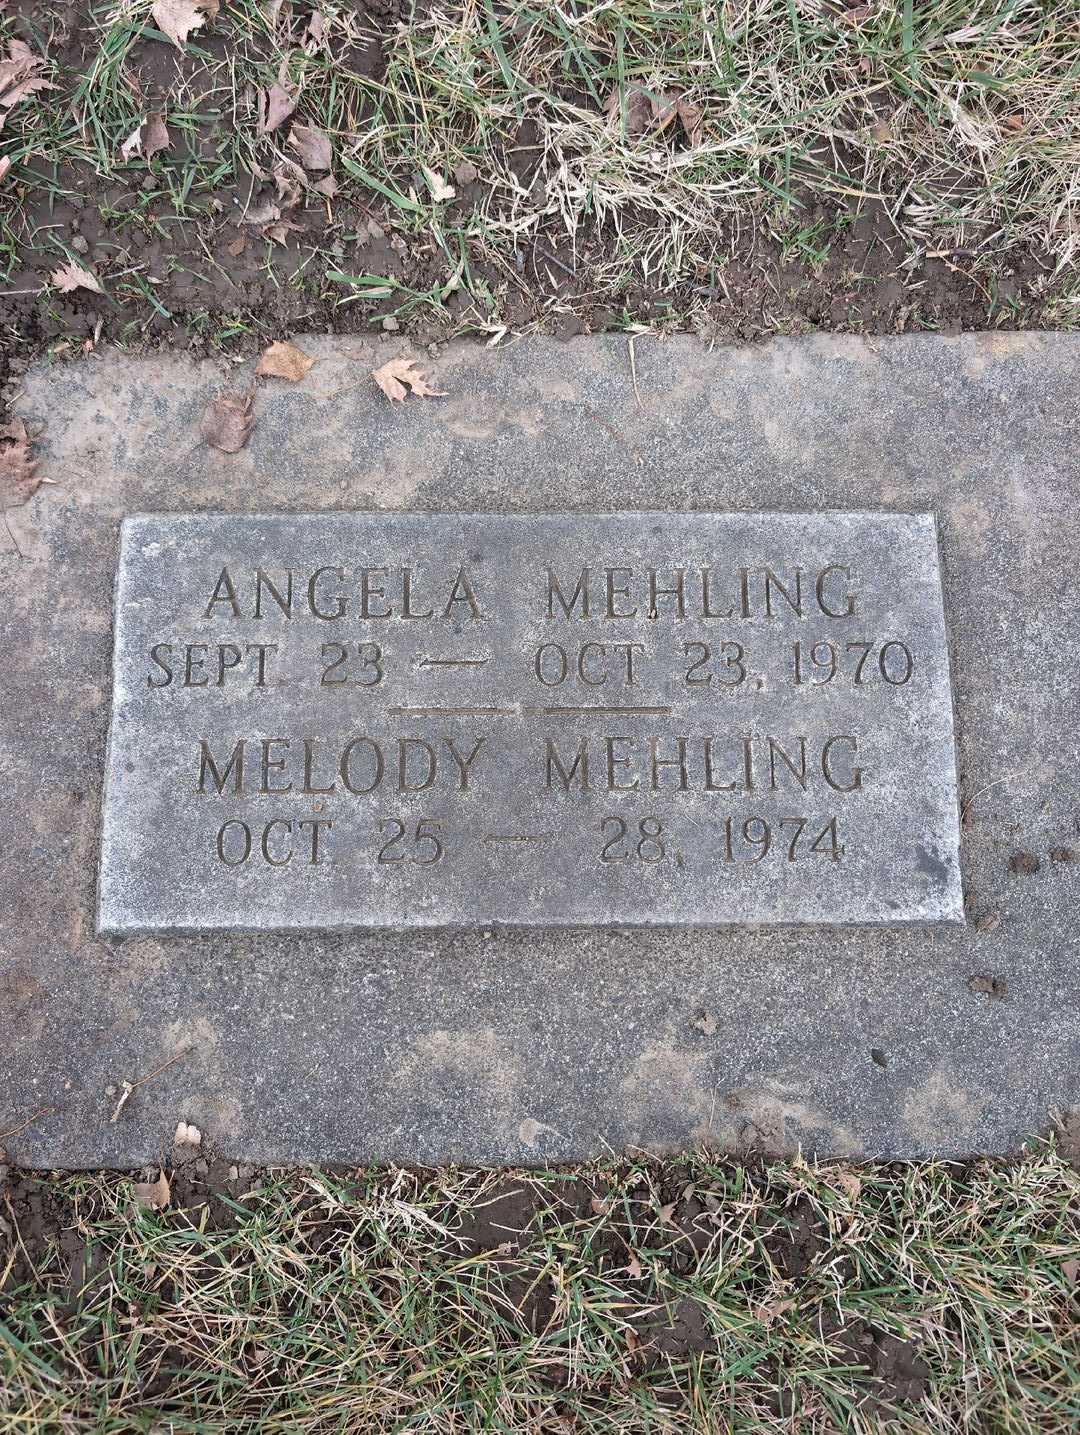 ANGELA MEHLING
SEPT. 23 — OCT 23, 1970
MELODY MEHLING
OCT 25 — 28, 1974